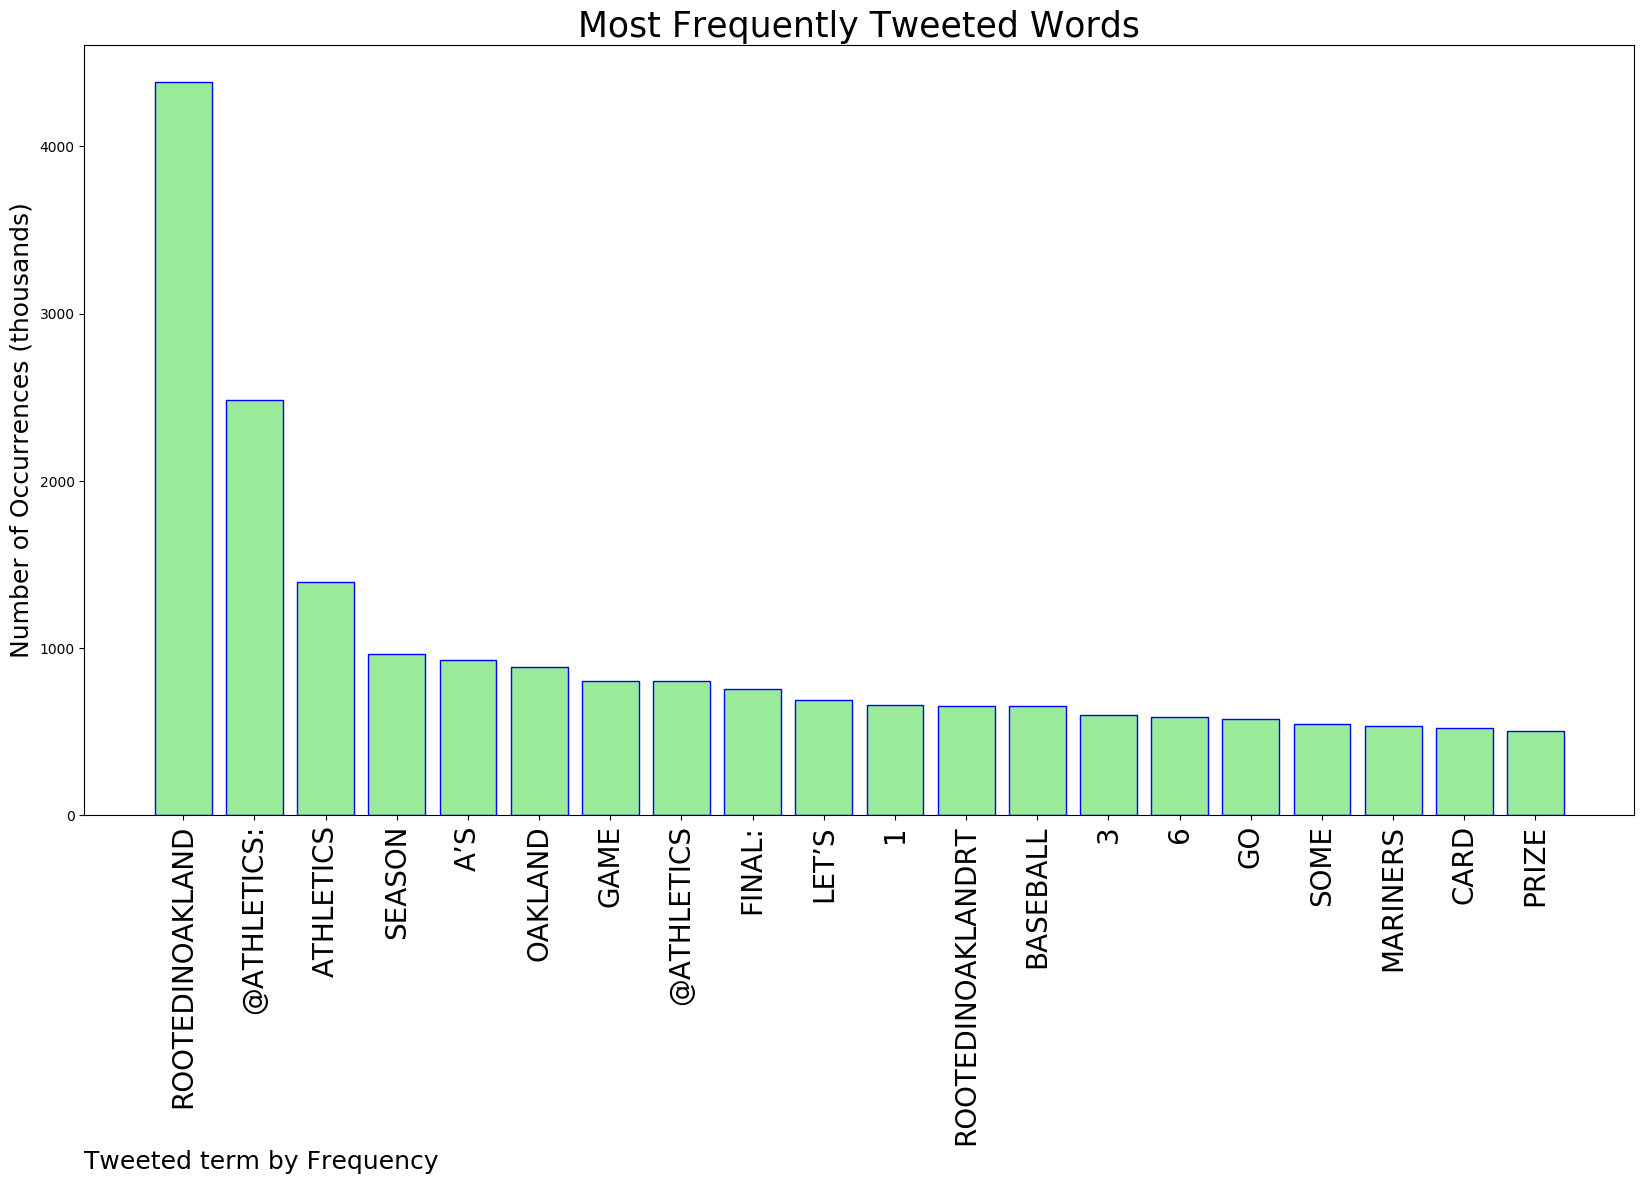 Most Frequently Tweeted Words
Number of Occurrences (thousands)
4000
3000
2000
1000
0
ROOTEDINOAKLAND
@ATHLETICS:
ATHLETICS
SEASON
A’S
OAKLAND
GAME
@ATHLETICS
FINAL:
LET’S
1
ROOTEDINOAKLANDRT
BASEBALL
3
6
GO
SOME
MARINERS
CARD
PRIZE
Tweeted term by Frequency